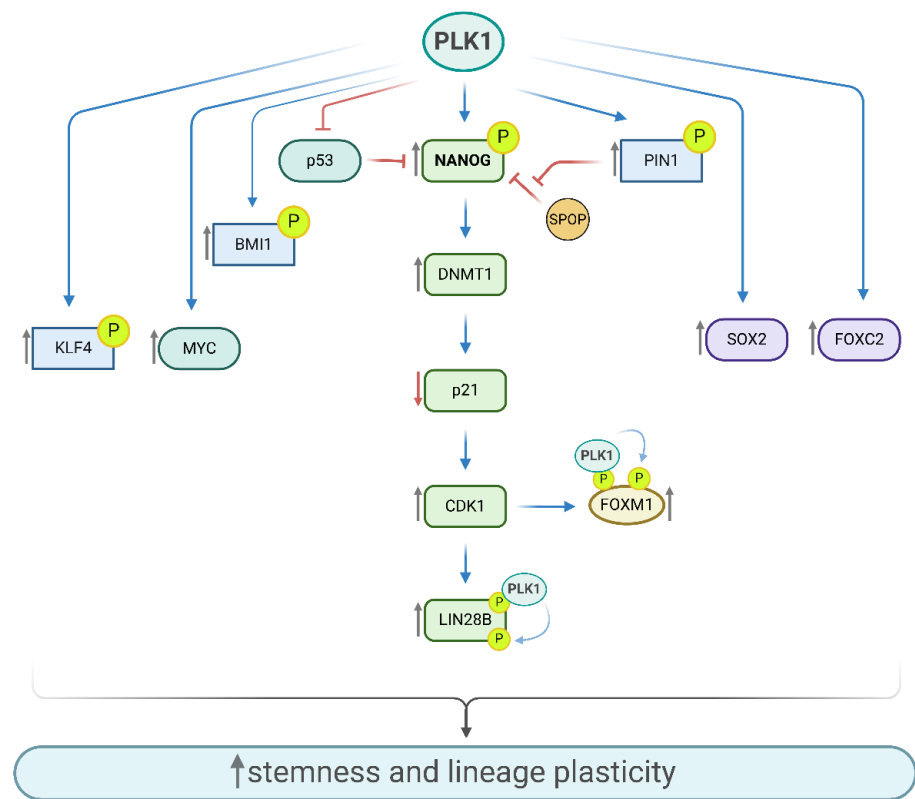 PLK1
P
P
p53
NANOG
PIN1
SPOP
P
BMI1
DNMT1
P
KLF4
MYC
SOX2
FOXC2
p21
PLK1
P
P
CDK1
FOXM1
PLK1
P
LIN28B
P
↑stemness and lineage plasticity